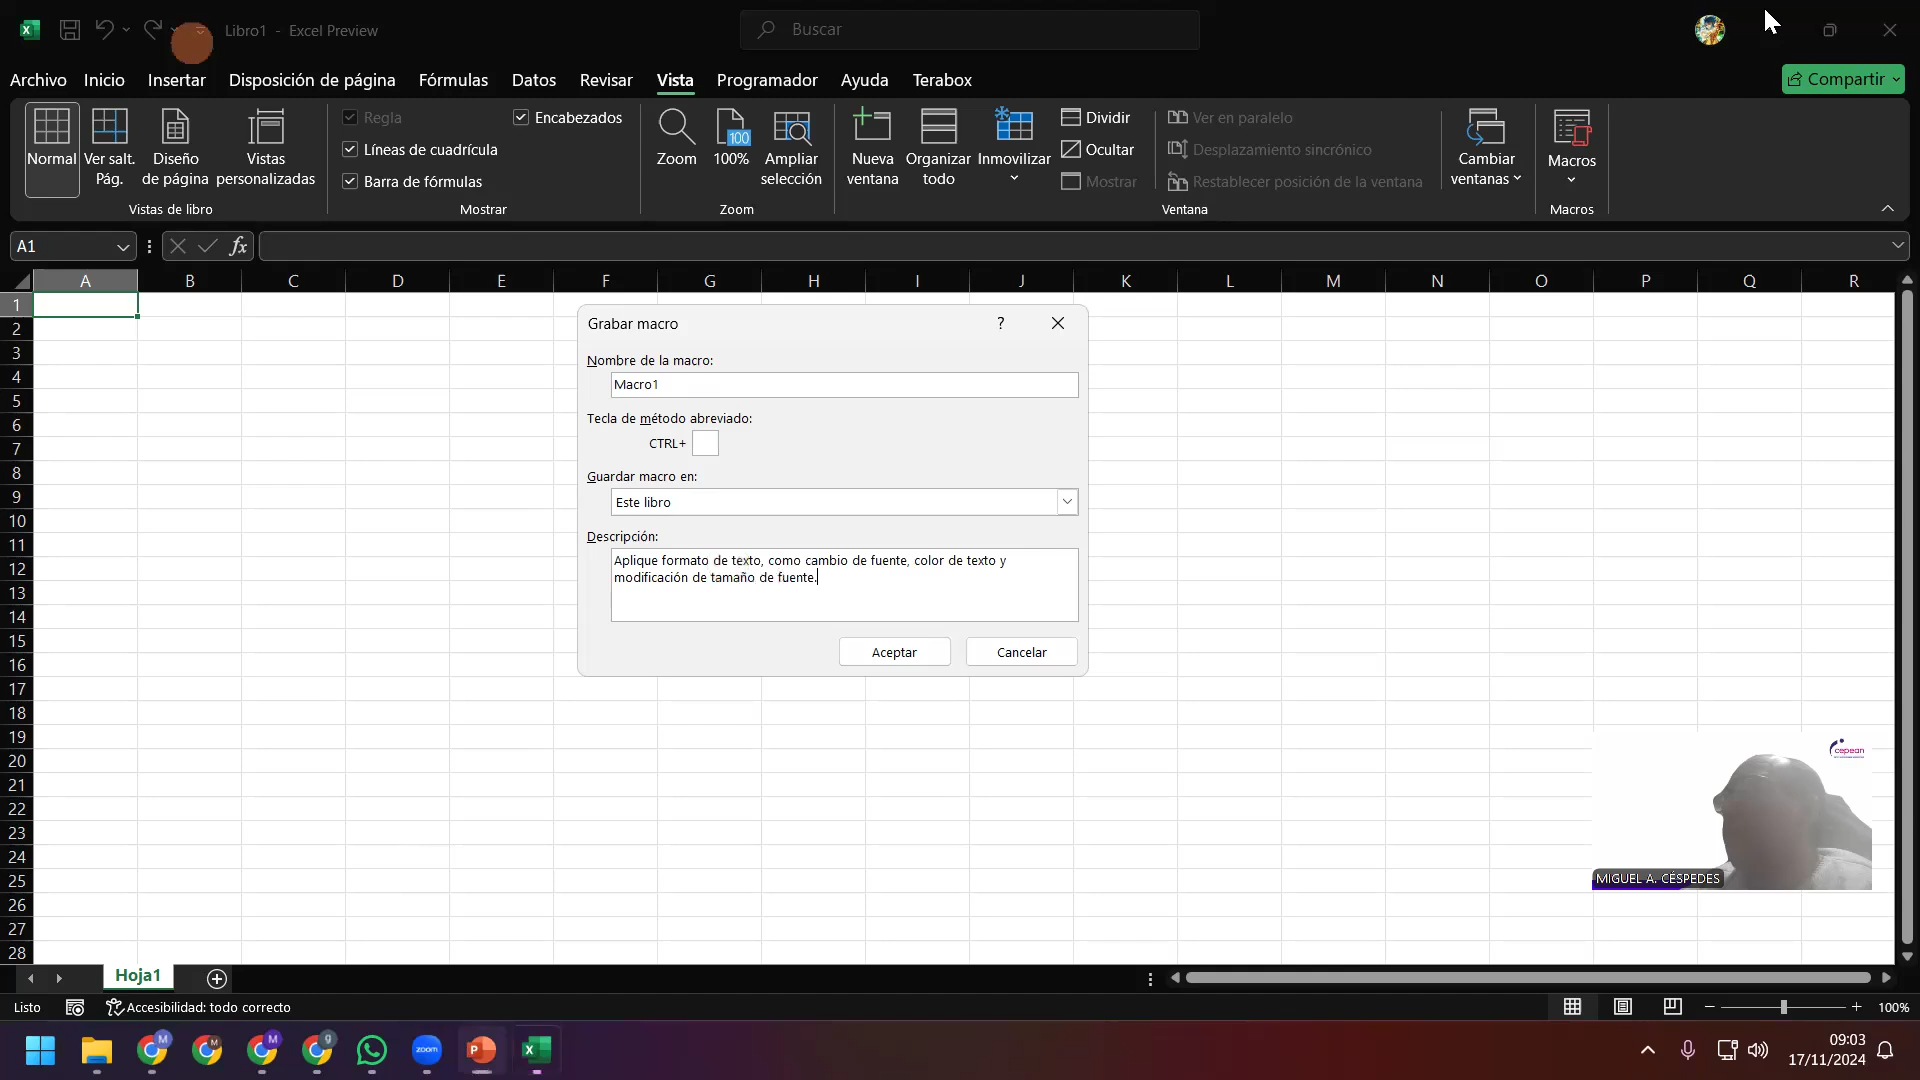 Libro1 - Excel Preview
Buscar
Archivo Inicio Insertar Disposición de página Fórmulas Datos Revisar Vista Programador Ayuda Terabox
Compartir
Normal
Ver salt. Pág.
Diseño de página
Vistas personalizadas
Vistas de libro
Regla
Encabezados
Líneas de cuadrícula
Barra de fórmulas
Mostrar
Zoom
100
100%
Ampliar selección
Zoom
Nueva ventana
Organizar todo
Inmovilizar
Dividir
Ocultar
Mostrar
Ver en paralelo
Desplazamiento sincrónico
Restablecer posición de la ventana
Ventana
Cambiar ventanas
Macros
Macros
A1
fx
A B C D E F G H I J K L M N O P Q R
1
2
3
4
5
6
7
8
9
10
11
12
13
14
15
16
17
18
19
20
21
22
23
24
25
26
27
28
Grabar macro
?
Nombre de la macro:
Macro1
Tecla de método abreviado:
CTRL+
Guardar macro en:
Este libro
Descripción:
Aplique formato de texto, como cambio de fuente, color de texto y
modificación de tamaño de fuente.
Aceptar
Cancelar
cepean
MIGUEL A. CÉSPEDES
Hoja1
Listo
Accesibilidad: todo correcto
100%
zoom
09:03
17/11/2024